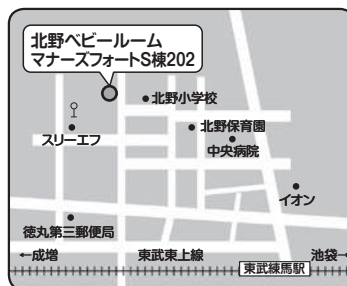 北野ベビールーム
マナーズフォートS棟202
北野小学校
スリーエフ
北野保育園
中央病院
イオン
徳丸第三郵便局
←成増
東武東上線
池袋→
東武練馬駅